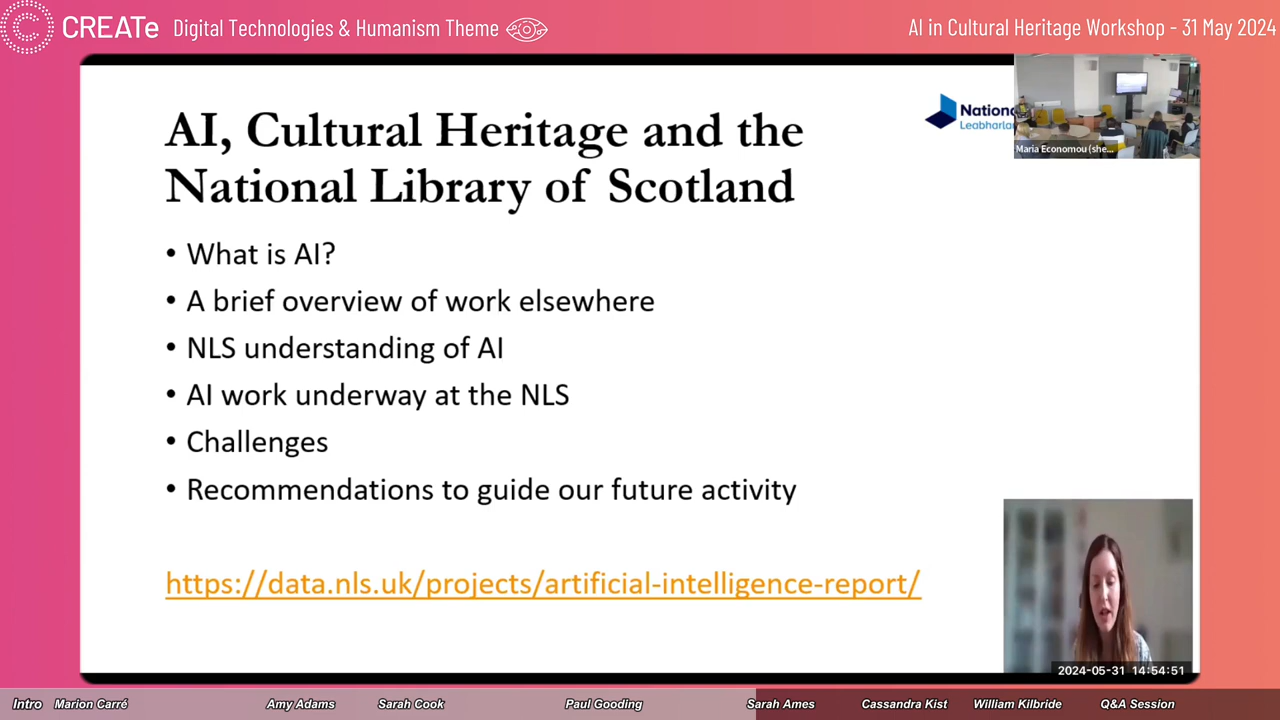 CREATe Digital Technologies & Humanism Theme
AI in Cultural Heritage Workshop - 31 May 2024
AI, Cultural Heritage and the
National Library of Scotland
Maria Economou (she...
• What is AI?
• A brief overview of work elsewhere
• NLS understanding of AI
• AI work underway at the NLS
• Challenges
• Recommendations to guide our future activity
https://data.nls.uk/projects/artificial-intelligence-report/
2024-05-31 14:54:51
Intro Marion Carré Amy Adams Sarah Cook Paul Gooding Sarah Ames Cassandra Kist William Kilbride Q&A Session